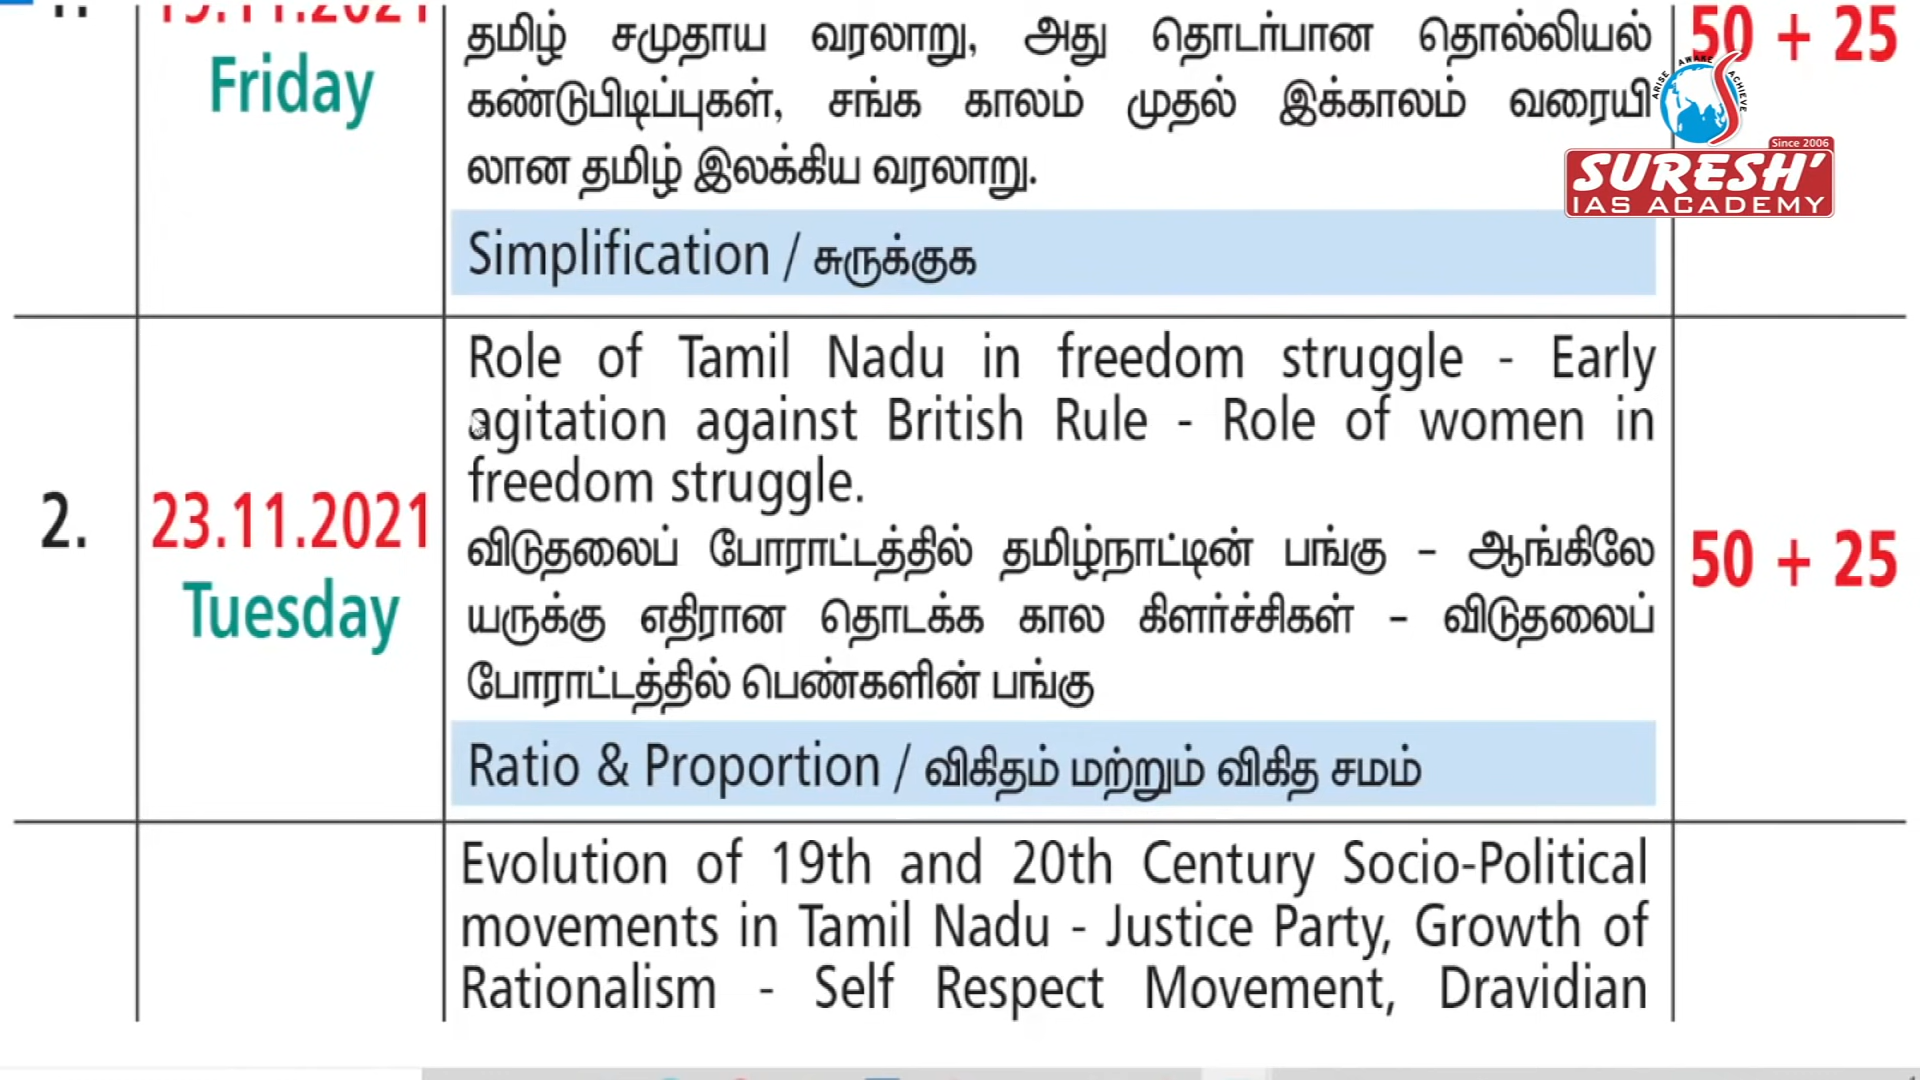 1.
19.11.2021
Friday
தமிழ் சமுதாய வரலாறு, அது தொடர்பான தொல்லியல்
கண்டுபிடிப்புகள், சங்க காலம் முதல் இக்காலம் வரையி
லான தமிழ் இலக்கிய வரலாறு.
50 + 25
ARISE AWAKE ACHIEVE
Since 2006
SURESH'
IAS ACADEMY
Simplification / சுருக்குக
2.
23.11.2021
Tuesday
Role of Tamil Nadu in freedom struggle - Early
agitation against British Rule - Role of women in
freedom struggle.
விடுதலைப் போராட்டத்தில் தமிழ்நாட்டின் பங்கு – ஆங்கிலே
யருக்கு எதிரான தொடக்க கால கிளர்ச்சிகள் – விடுதலைப்
போராட்டத்தில் பெண்களின் பங்கு
50 + 25
Ratio & Proportion / விகிதம் மற்றும் விகித சமம்
Evolution of 19th and 20th Century Socio-Political
movements in Tamil Nadu - Justice Party, Growth of
Rationalism - Self Respect Movement, Dravidian